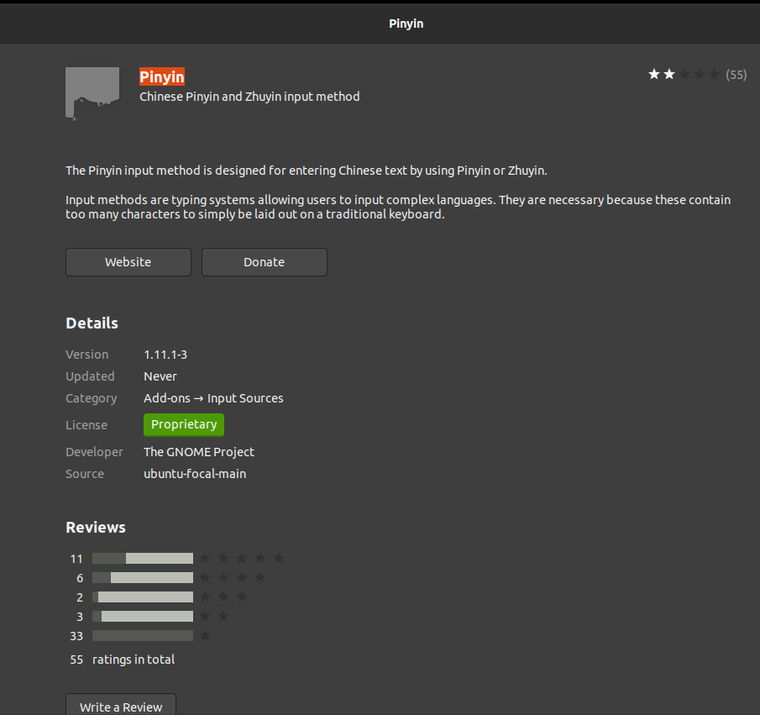 Pinyin
Pinyin
(55)
Chinese Pinyin and Zhuyin input method
The Pinyin input method is designed for entering Chinese text by using Pinyin or Zhuyin.
Input methods are typing systems allowing users to input complex languages. They are necessary because these contain
too many characters to simply be laid out on a traditional keyboard.
Website
Donate
Details
Version 1.11.1-3
Updated Never
Category Add-ons → Input Sources
License Proprietary
Developer The GNOME Project
Source ubuntu-focal-main
Reviews
11
6
2
3
33
55 ratings in total
Write a Review